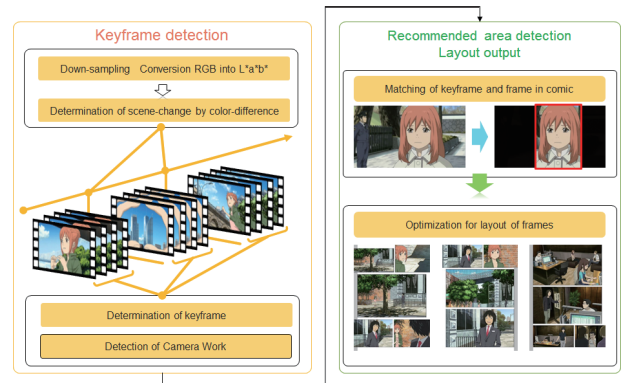 Keyframe detection
Down-sampling Conversion RGB into L*a*b*
Determination of scene-change by color-difference
Determination of keyframe
Detection of Camera Work
Recommended area detection
Layout output
Matching of keyframe and frame in comic
Optimization for layout of frames